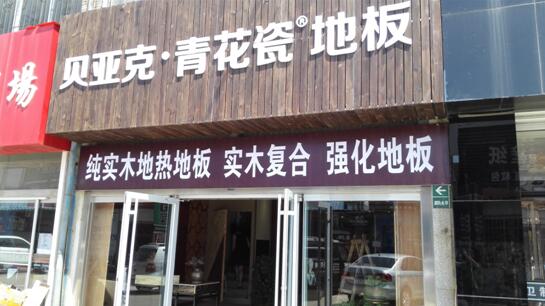 贝亚克·青花瓷®地板
場
纯实木地热地板 实木复合 强化地板